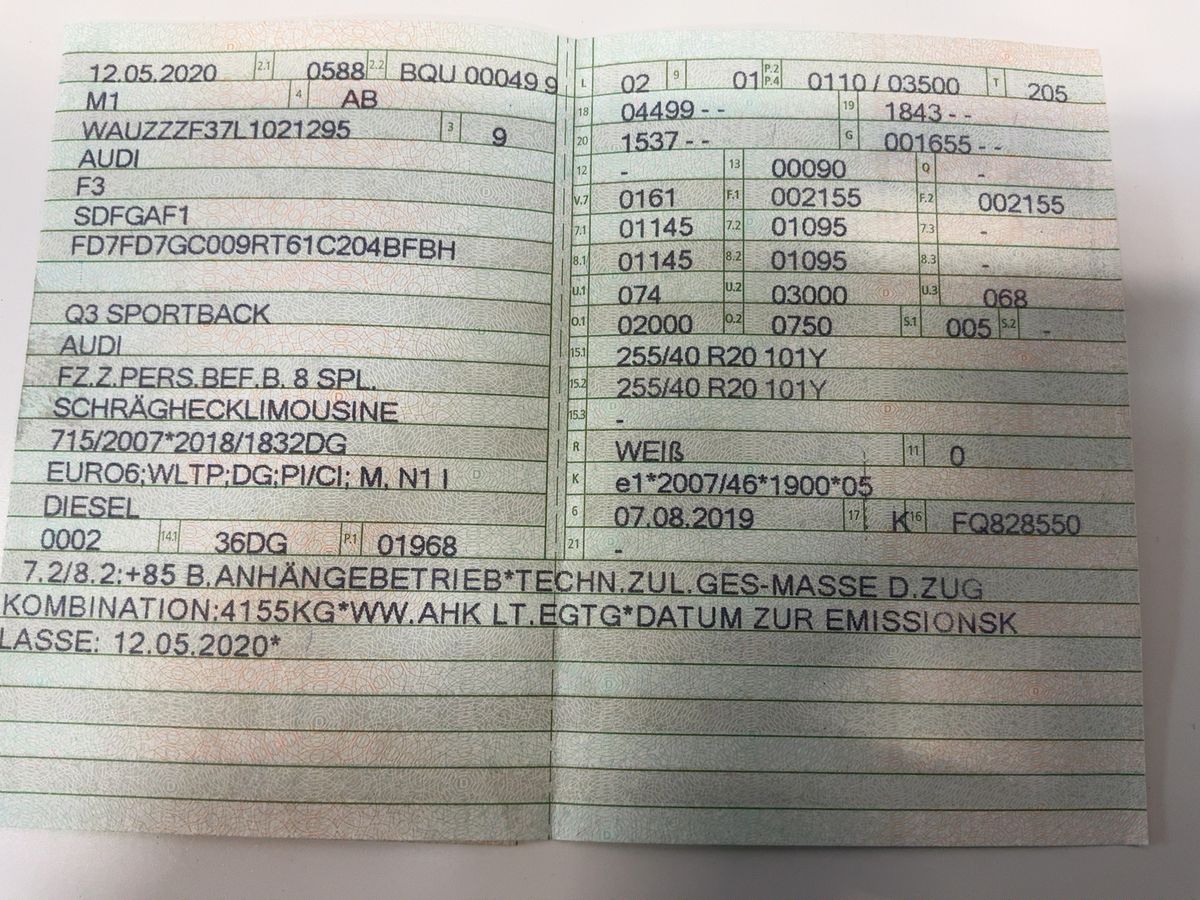 12.05.2020 2.1 0588 2.2 BQU 00049 9
M1 4 AB
WAUZZZF37L1021295 3 9
AUDI
F3
SDFGAF1
FD7FD7GC009RT61C204BFBH
Q3 SPORTBACK
AUDI
FZ.Z.PERS.BEF.B. 8 SPL.
SCHRÄGHECKLIMOUSINE
715/2007*2018/1832DG
EURO6;WLTP;DG;PI/CI; M, N1 I
DIESEL
0002 14.1 36DG P.1 01968
L 02 9 01 P.2 P.4 0110 / 03500 T 205
18 04499 - - 19 1843 - -
20 1537 - - G 001655 - -
12 - 13 00090 Q -
V.7 0161 F.1 002155 F.2 002155
7.1 01145 7.2 01095 7.3 -
8.1 01145 8.2 01095 8.3 -
U.1 074 U.2 03000 U.3 068
O.1 02000 O.2 0750 S.1 005 S.2 -
15.1 255/40 R20 101Y
15.2 255/40 R20 101Y
15.3 -
R WEIß 11 0
K e1*2007/46*1900*05
6 07.08.2019 17 K 16 FQ828550
21 -
7.2/8.2:+85 B.ANHÄNGEBETRIEB*TECHN.ZUL.GES-MASSE D.ZUG
KOMBINATION:4155KG*WW.AHK LT.EGTG*DATUM ZUR EMISSIONSK
LASSE: 12.05.2020*